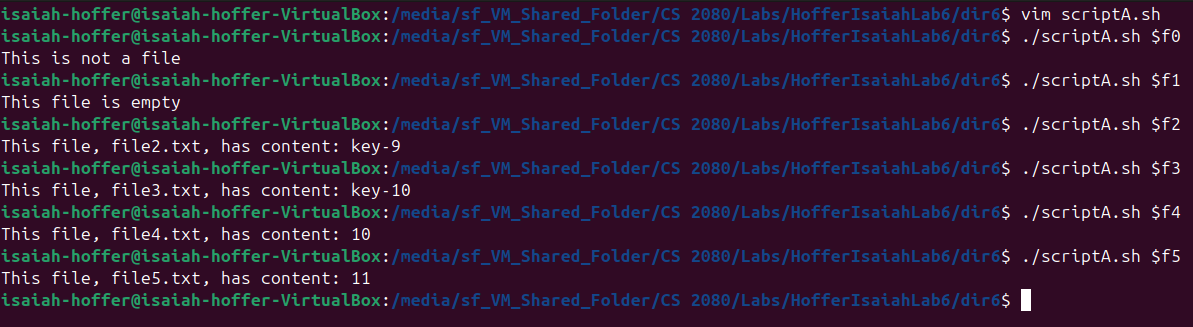 isaiah-hoffer@isaiah-hoffer-VirtualBox:/media/sf_VM_Shared_Folder/CS 2080/Labs/HofferIsaiahLab6/dir6$ vim scriptA.sh
isaiah-hoffer@isaiah-hoffer-VirtualBox:/media/sf_VM_Shared_Folder/CS 2080/Labs/HofferIsaiahLab6/dir6$ ./scriptA.sh $f0
This is not a file
isaiah-hoffer@isaiah-hoffer-VirtualBox:/media/sf_VM_Shared_Folder/CS 2080/Labs/HofferIsaiahLab6/dir6$ ./scriptA.sh $f1
This file is empty
isaiah-hoffer@isaiah-hoffer-VirtualBox:/media/sf_VM_Shared_Folder/CS 2080/Labs/HofferIsaiahLab6/dir6$ ./scriptA.sh $f2
This file, file2.txt, has content: key-9
isaiah-hoffer@isaiah-hoffer-VirtualBox:/media/sf_VM_Shared_Folder/CS 2080/Labs/HofferIsaiahLab6/dir6$ ./scriptA.sh $f3
This file, file3.txt, has content: key-10
isaiah-hoffer@isaiah-hoffer-VirtualBox:/media/sf_VM_Shared_Folder/CS 2080/Labs/HofferIsaiahLab6/dir6$ ./scriptA.sh $f4
This file, file4.txt, has content: 10
isaiah-hoffer@isaiah-hoffer-VirtualBox:/media/sf_VM_Shared_Folder/CS 2080/Labs/HofferIsaiahLab6/dir6$ ./scriptA.sh $f5
This file, file5.txt, has content: 11
isaiah-hoffer@isaiah-hoffer-VirtualBox:/media/sf_VM_Shared_Folder/CS 2080/Labs/HofferIsaiahLab6/dir6$